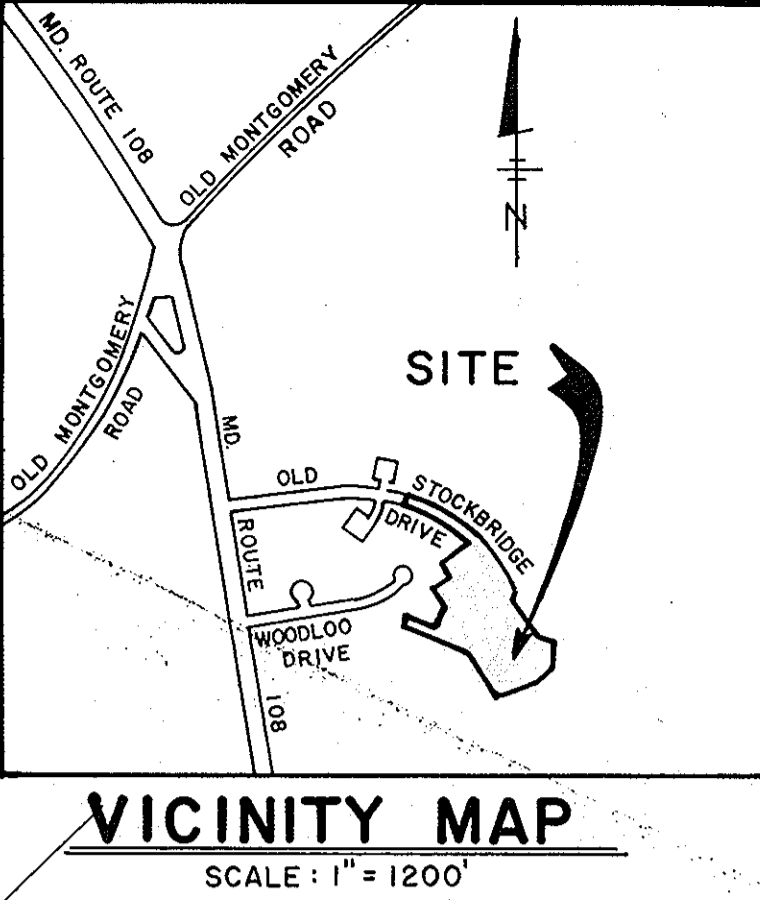 MD. ROUTE 108
OLD MONTGOMERY
ROAD
N
OLD MONTGOMERY
ROAD
SITE
MD.
ROUTE
108
OLD
STOCKBRIDGE
DRIVE
WOODLOO
DRIVE
VICINITY MAP
SCALE : 1" = 1200'